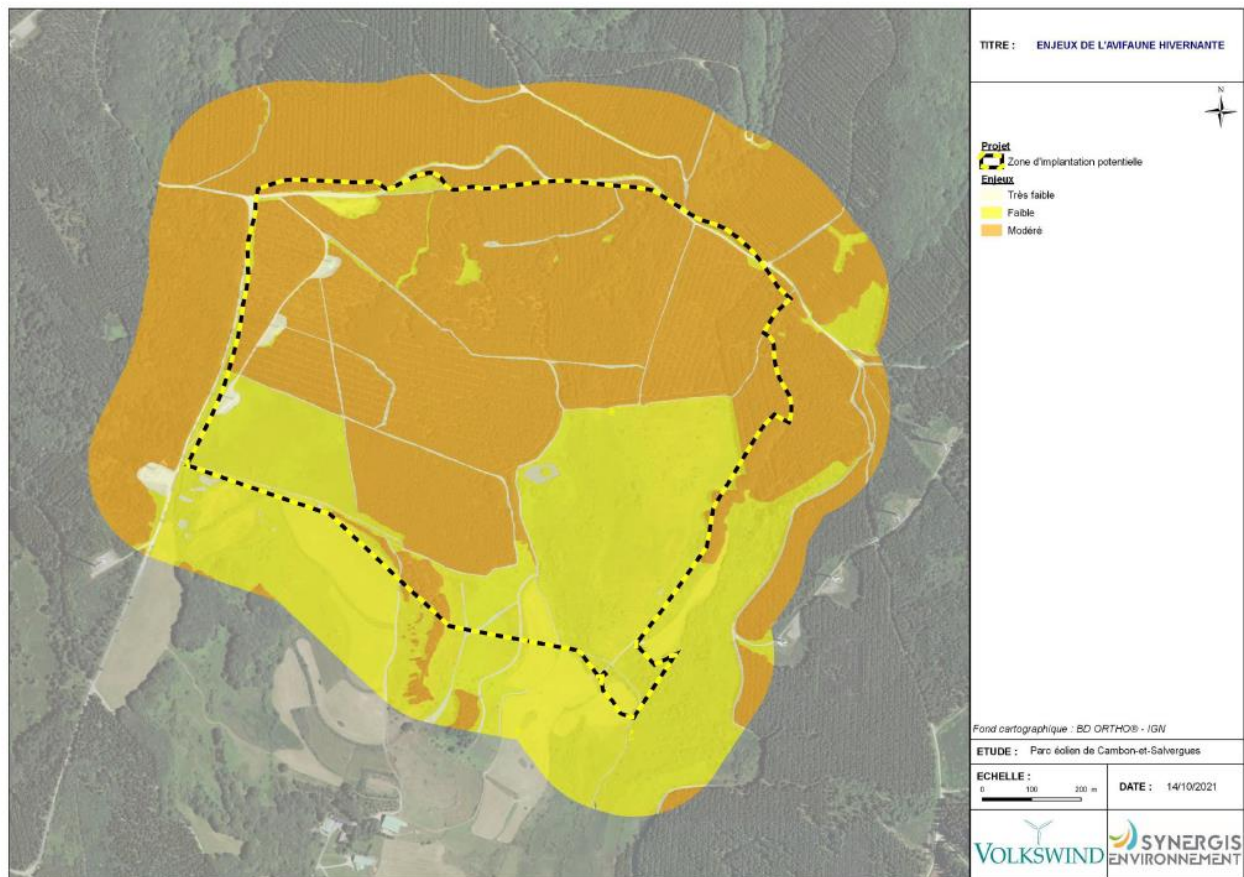 TITRE : ENJEUX DE L'AVIFAUNE HIVERNANTE
N
Projet
Zone d'implantation potentielle
Enjeux
Très faible
Faible
Modéré
Fond cartographique : BD ORTHO® - IGN
ETUDE : Parc éolien de Cambon-et-Salvergues
ECHELLE :
0 100 200 m
DATE : 14/10/2021
VOLKSWIND
SYNERGIS
ENVIRONNEMENT